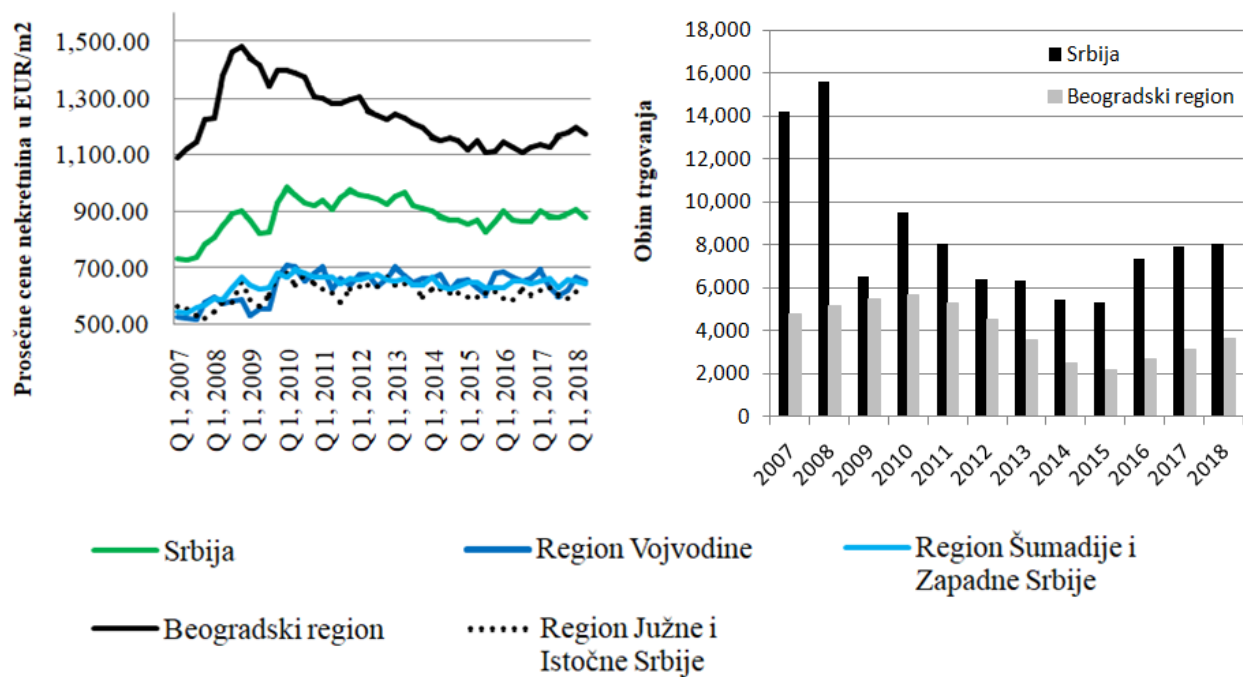 Prosečne cene nekretnina u EUR/m2
1,500.00
1,300.00
1,100.00
900.00
700.00
500.00
Q1, 2007
Q1, 2008
Q1, 2009
Q1, 2010
Q1, 2011
Q1, 2012
Q1, 2013
Q1, 2014
Q1, 2015
Q1, 2016
Q1, 2017
Q1, 2018
Obim trgovanja
18,000
16,000
14,000
12,000
10,000
8,000
6,000
4,000
2,000
0
Srbija
Beogradski region
2007
2008
2009
2010
2011
2012
2013
2014
2015
2016
2017
2018
Srbija
Region Vojvodine
Region Šumadije i
Zapadne Srbije
Beogradski region
Region Južne i
Istočne Srbije